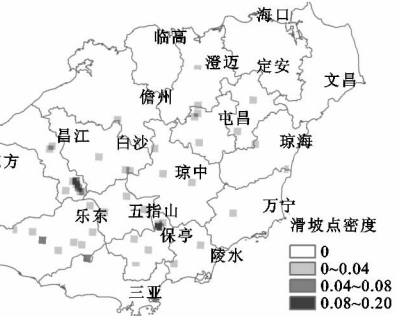 海口
临高
澄迈
定安
文昌
儋州
屯昌
昌江
白沙
琼海
方
琼中
乐东
五指山
万宁
保亭
陵水
三亚
滑坡点密度
0
0~0.04
0.04~0.08
0.08~0.20